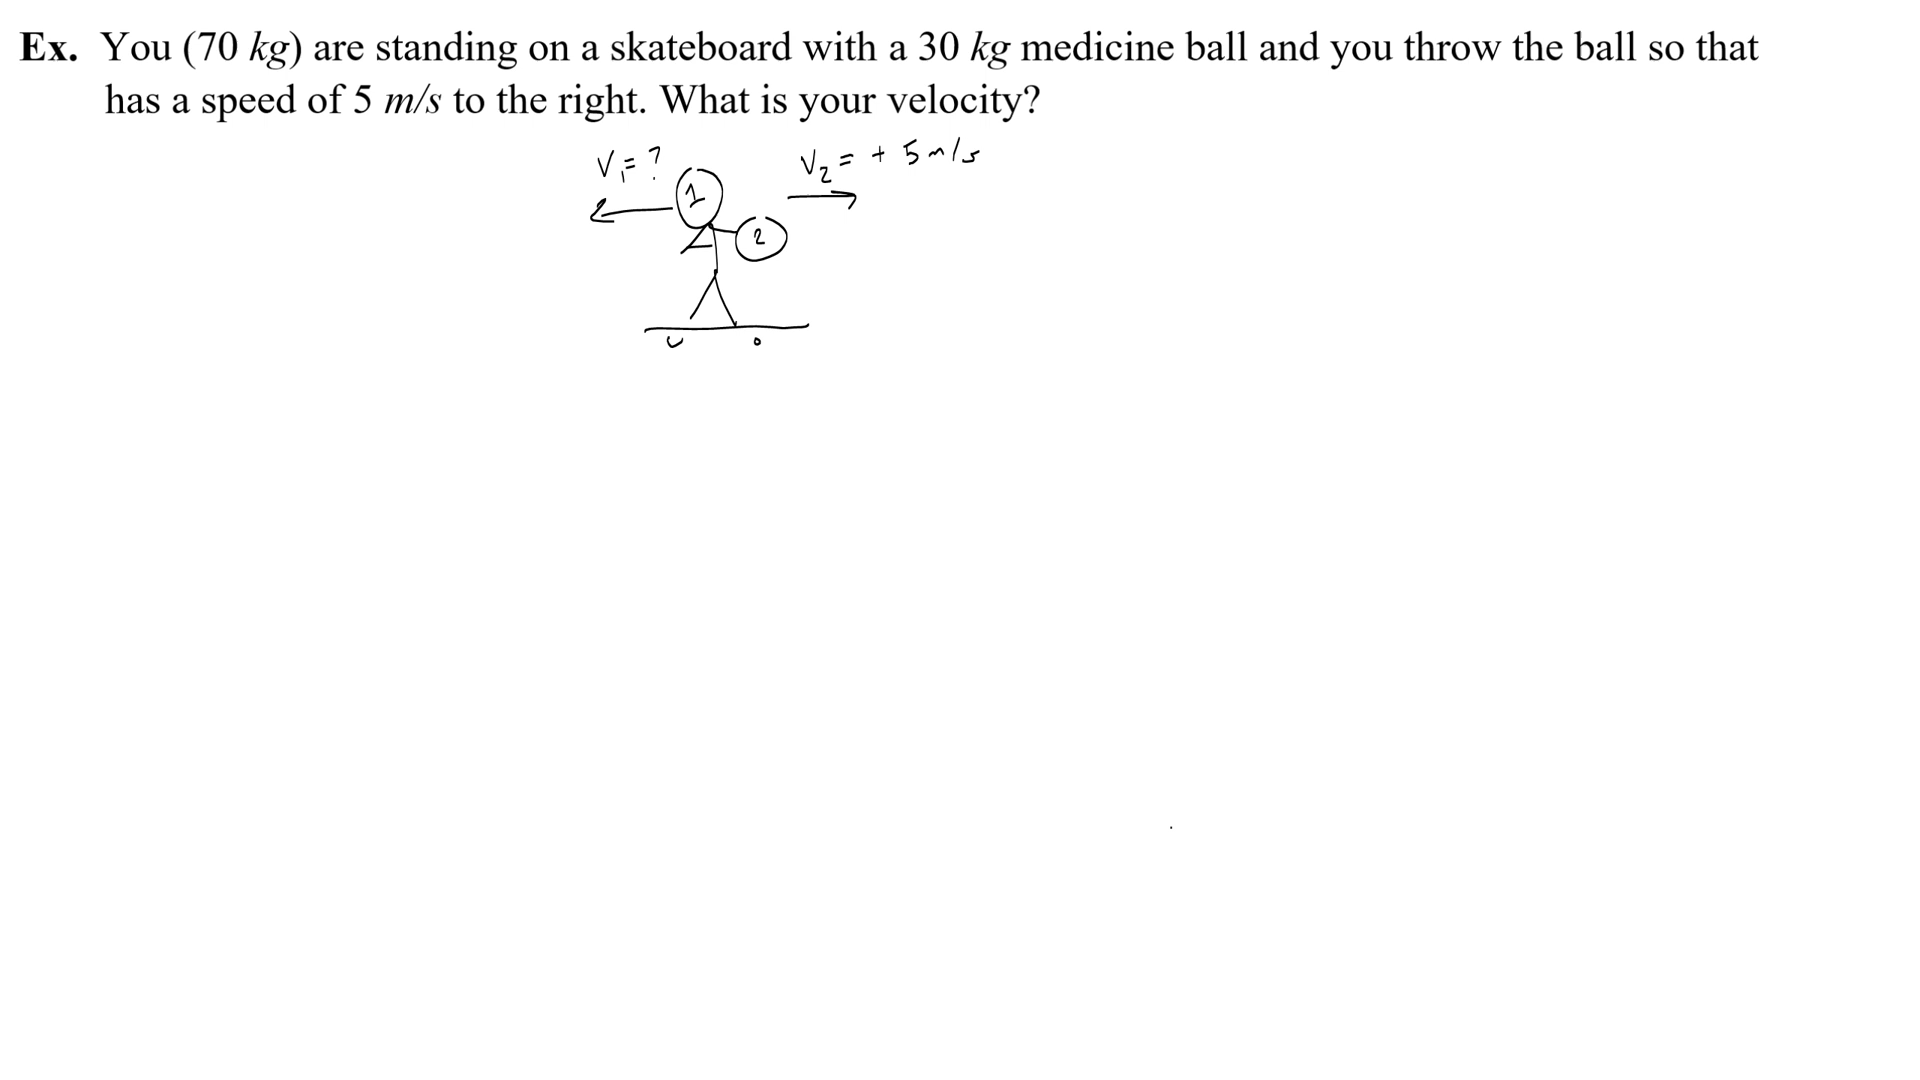 Ex. You (70 kg) are standing on a skateboard with a 30 kg medicine ball and you throw the ball so that
has a speed of 5 m/s to the right. What is your velocity?
V₁ = ? V₂ = + 5 m/s
1
2